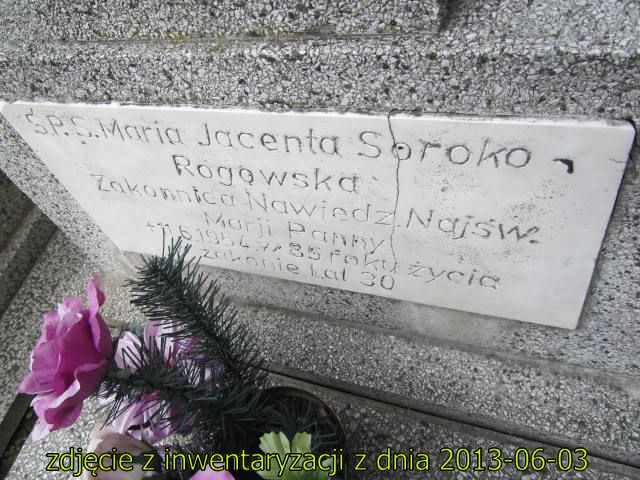 Ś.P.S. Maria Jacenta Soroko -
Rogowska
Zakonnica Nawiedz. Najśw.
Marji Panny
+11.6.1954. w 85 roku życia
zakonie lat 30
zdjęcie z inwentaryzacji z dnia 2013-06-03